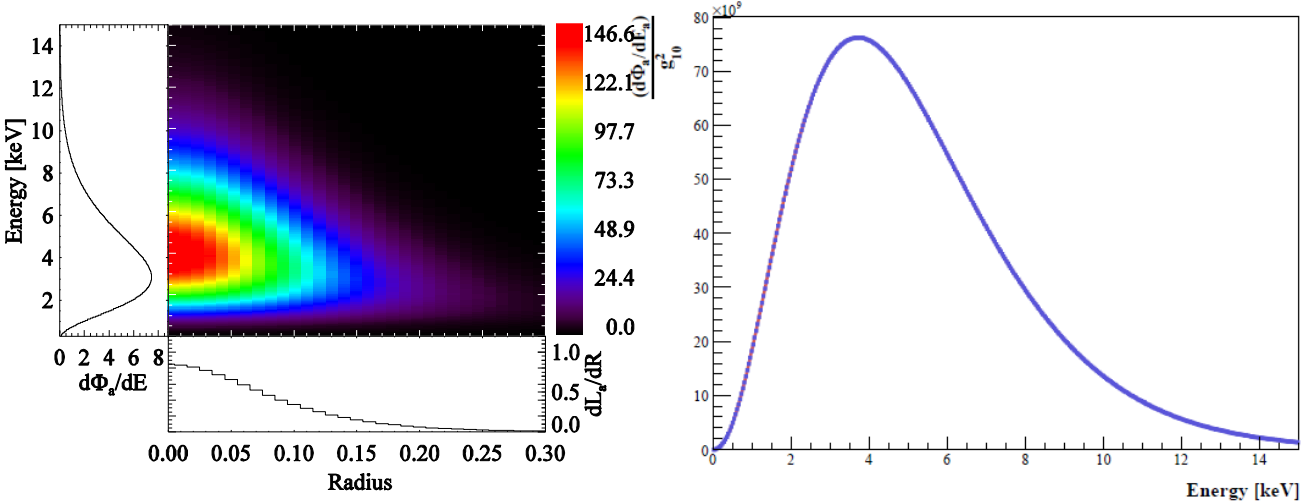 14
12
10
8
6
4
2
Energy [keV]
0 2 4 6 8
dΦa/dE
146.6
122.1
97.7
73.3
48.9
24.4
0.0
1.0
0.5
0.0
dLa/dR
0.00 0.05 0.10 0.15 0.20 0.25 0.30
Radius
(dΦa/dEa)
g²10
80 ×10⁹
70
60
50
40
30
20
10
0
0 2 4 6 8 10 12 14
Energy [keV]